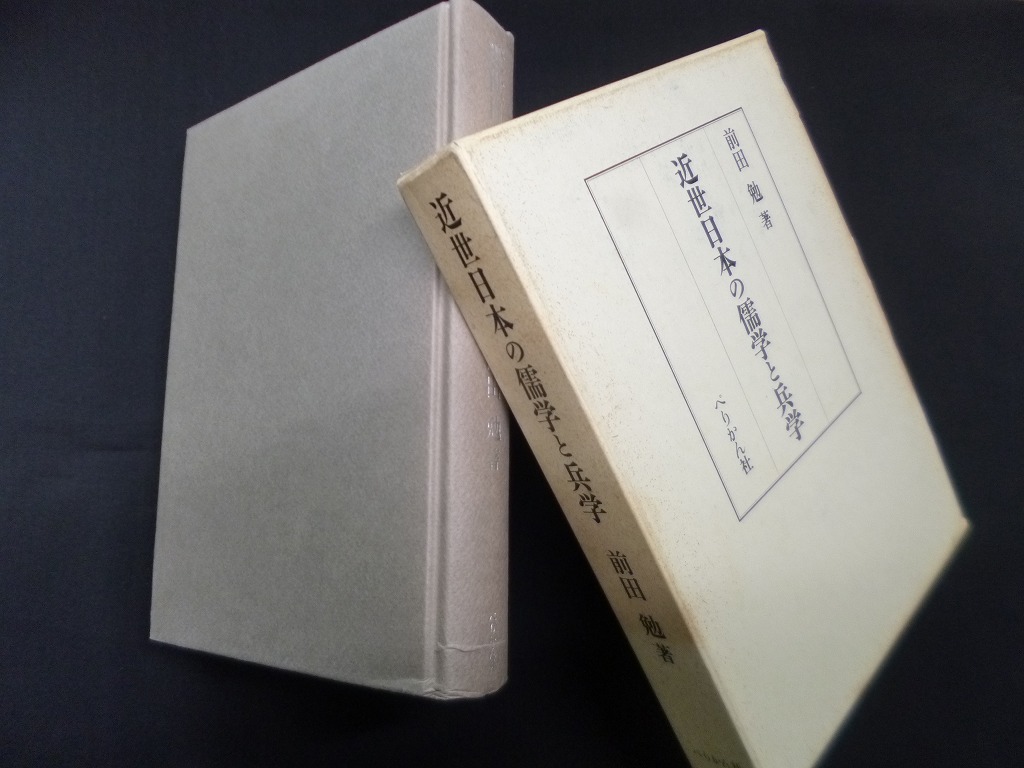 前田 勉 著
近世日本の儒学と兵学
ぺりかん社
近世日本の儒学と兵学 前田 勉 著